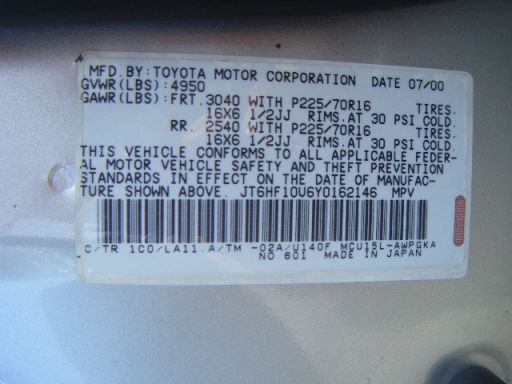 MFD.BY:TOYOTA MOTOR CORPORATION DATE 07/00
GVWR(LBS):4950
GAWR(LBS):FRT.3040 WITH P225/70R16 TIRES.
16X6 1/2JJ RIMS.AT 30 PSI COLD.
RR. 2540 WITH P225/70R16 TIRES.
16X6 1/2JJ RIMS.AT 30 PSI COLD.
THIS VEHICLE CONFORMS TO ALL APPLICABLE FEDER-
AL MOTOR VEHICLE SAFETY AND THEFT PREVENTION
STANDARDS IN EFFECT ON THE DATE OF MANUFAC-
TURE SHOWN ABOVE. JT6HF10U6Y0162146 MPV
C/TR 1C0/LA11.A/TM -02A/U140F MCU15L-AWPGKA
NO 601 MADE IN JAPAN